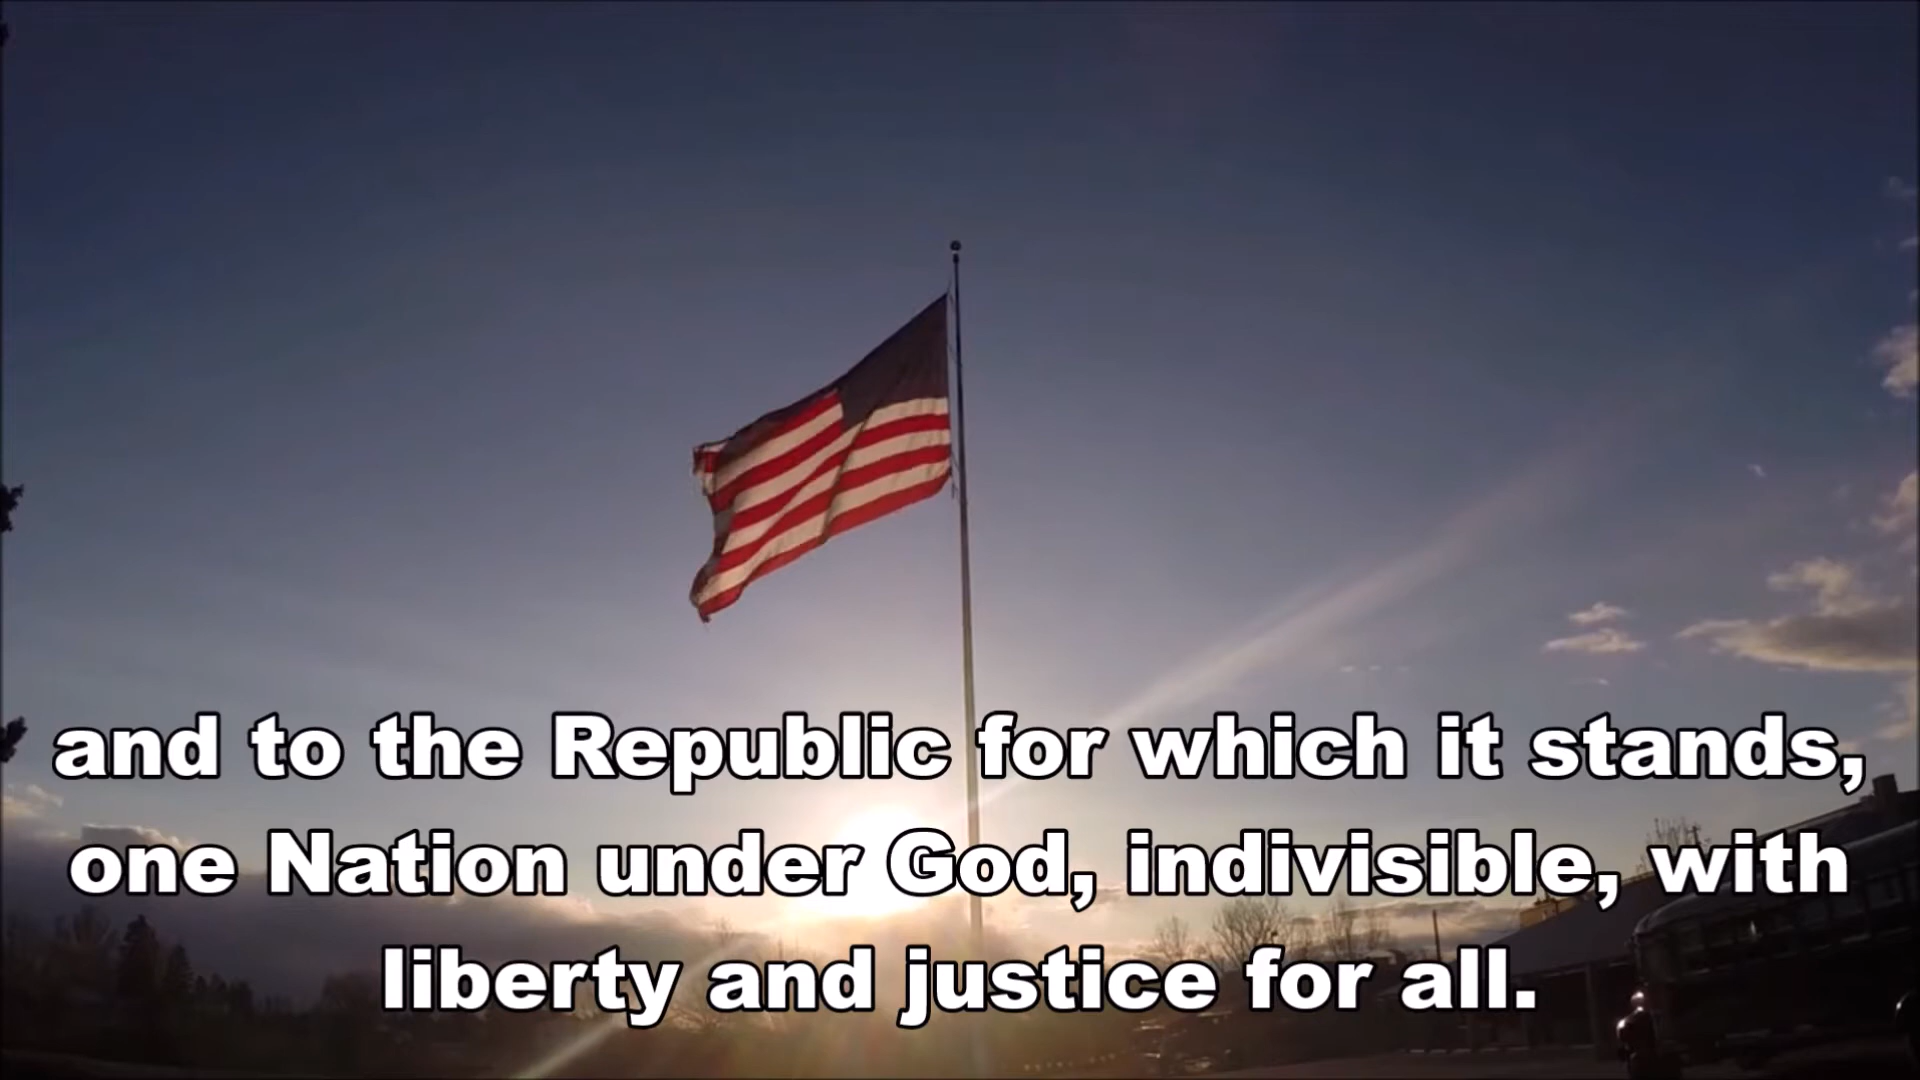 and to the Republic for which it stands,
one Nation under God, indivisible, with
liberty and justice for all.